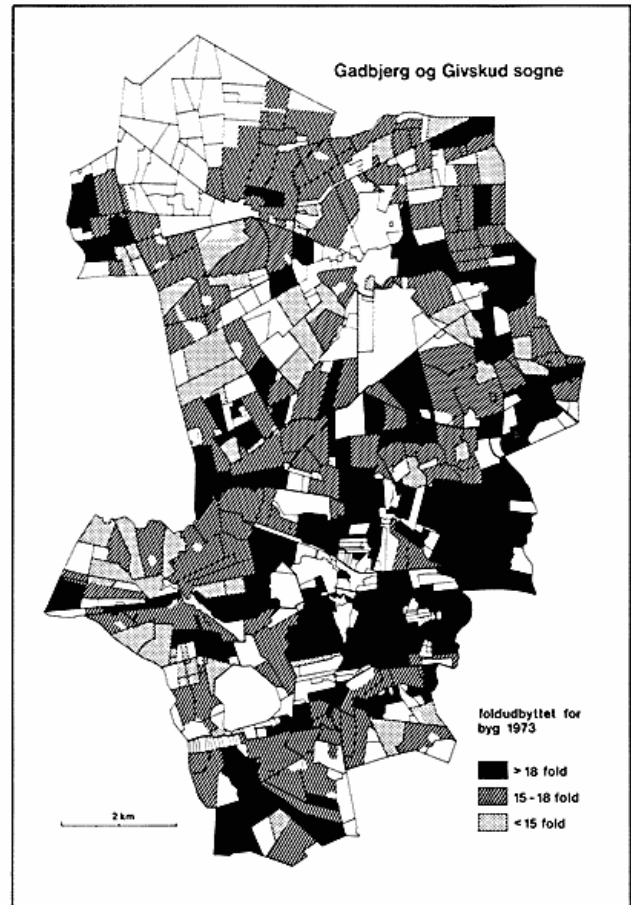 Gadbjerg og Givskud sogne
foldudbyttet for
byg 1973
> 18 fold
15-18 fold
< 15 fold
2 km